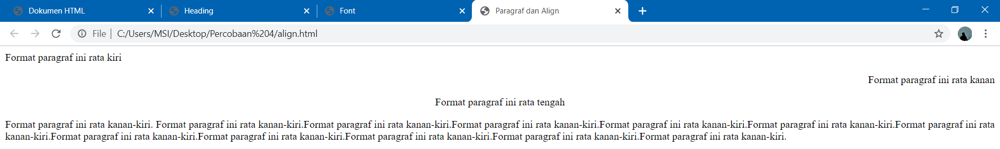 Dokumen HTML
Heading
Font
Paragraf dan Align
File
C:/Users/MSI/Desktop/Percobaan%204/align.html
Format paragraf ini rata kiri
Format paragraf ini rata kanan
Format paragraf ini rata tengah
Format paragraf ini rata kanan-kiri. Format paragraf ini rata kanan-kiri.Format paragraf ini rata kanan-kiri.Format paragraf ini rata kanan-kiri.Format paragraf ini rata kanan-kiri.Format paragraf ini rata kanan-kiri.Format paragraf ini rata
kanan-kiri.Format paragraf ini rata kanan-kiri.Format paragraf ini rata kanan-kiri.Format paragraf ini rata kanan-kiri.Format paragraf ini rata kanan-kiri.Format paragraf ini rata kanan-kiri.